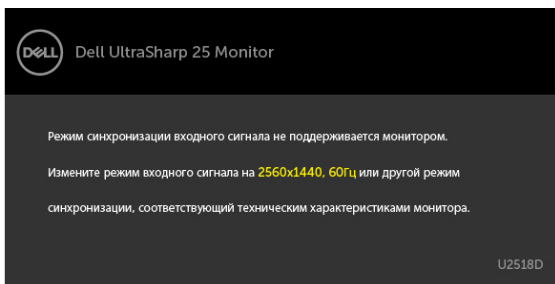 DELL
Dell UltraSharp 25 Monitor
Режим синхронизации входного сигнала не поддерживается монитором.
Измените режим входного сигнала на 2560x1440, 60Гц или другой режим
синхронизации, соответствующий техническим характеристиками монитора.
U2518D